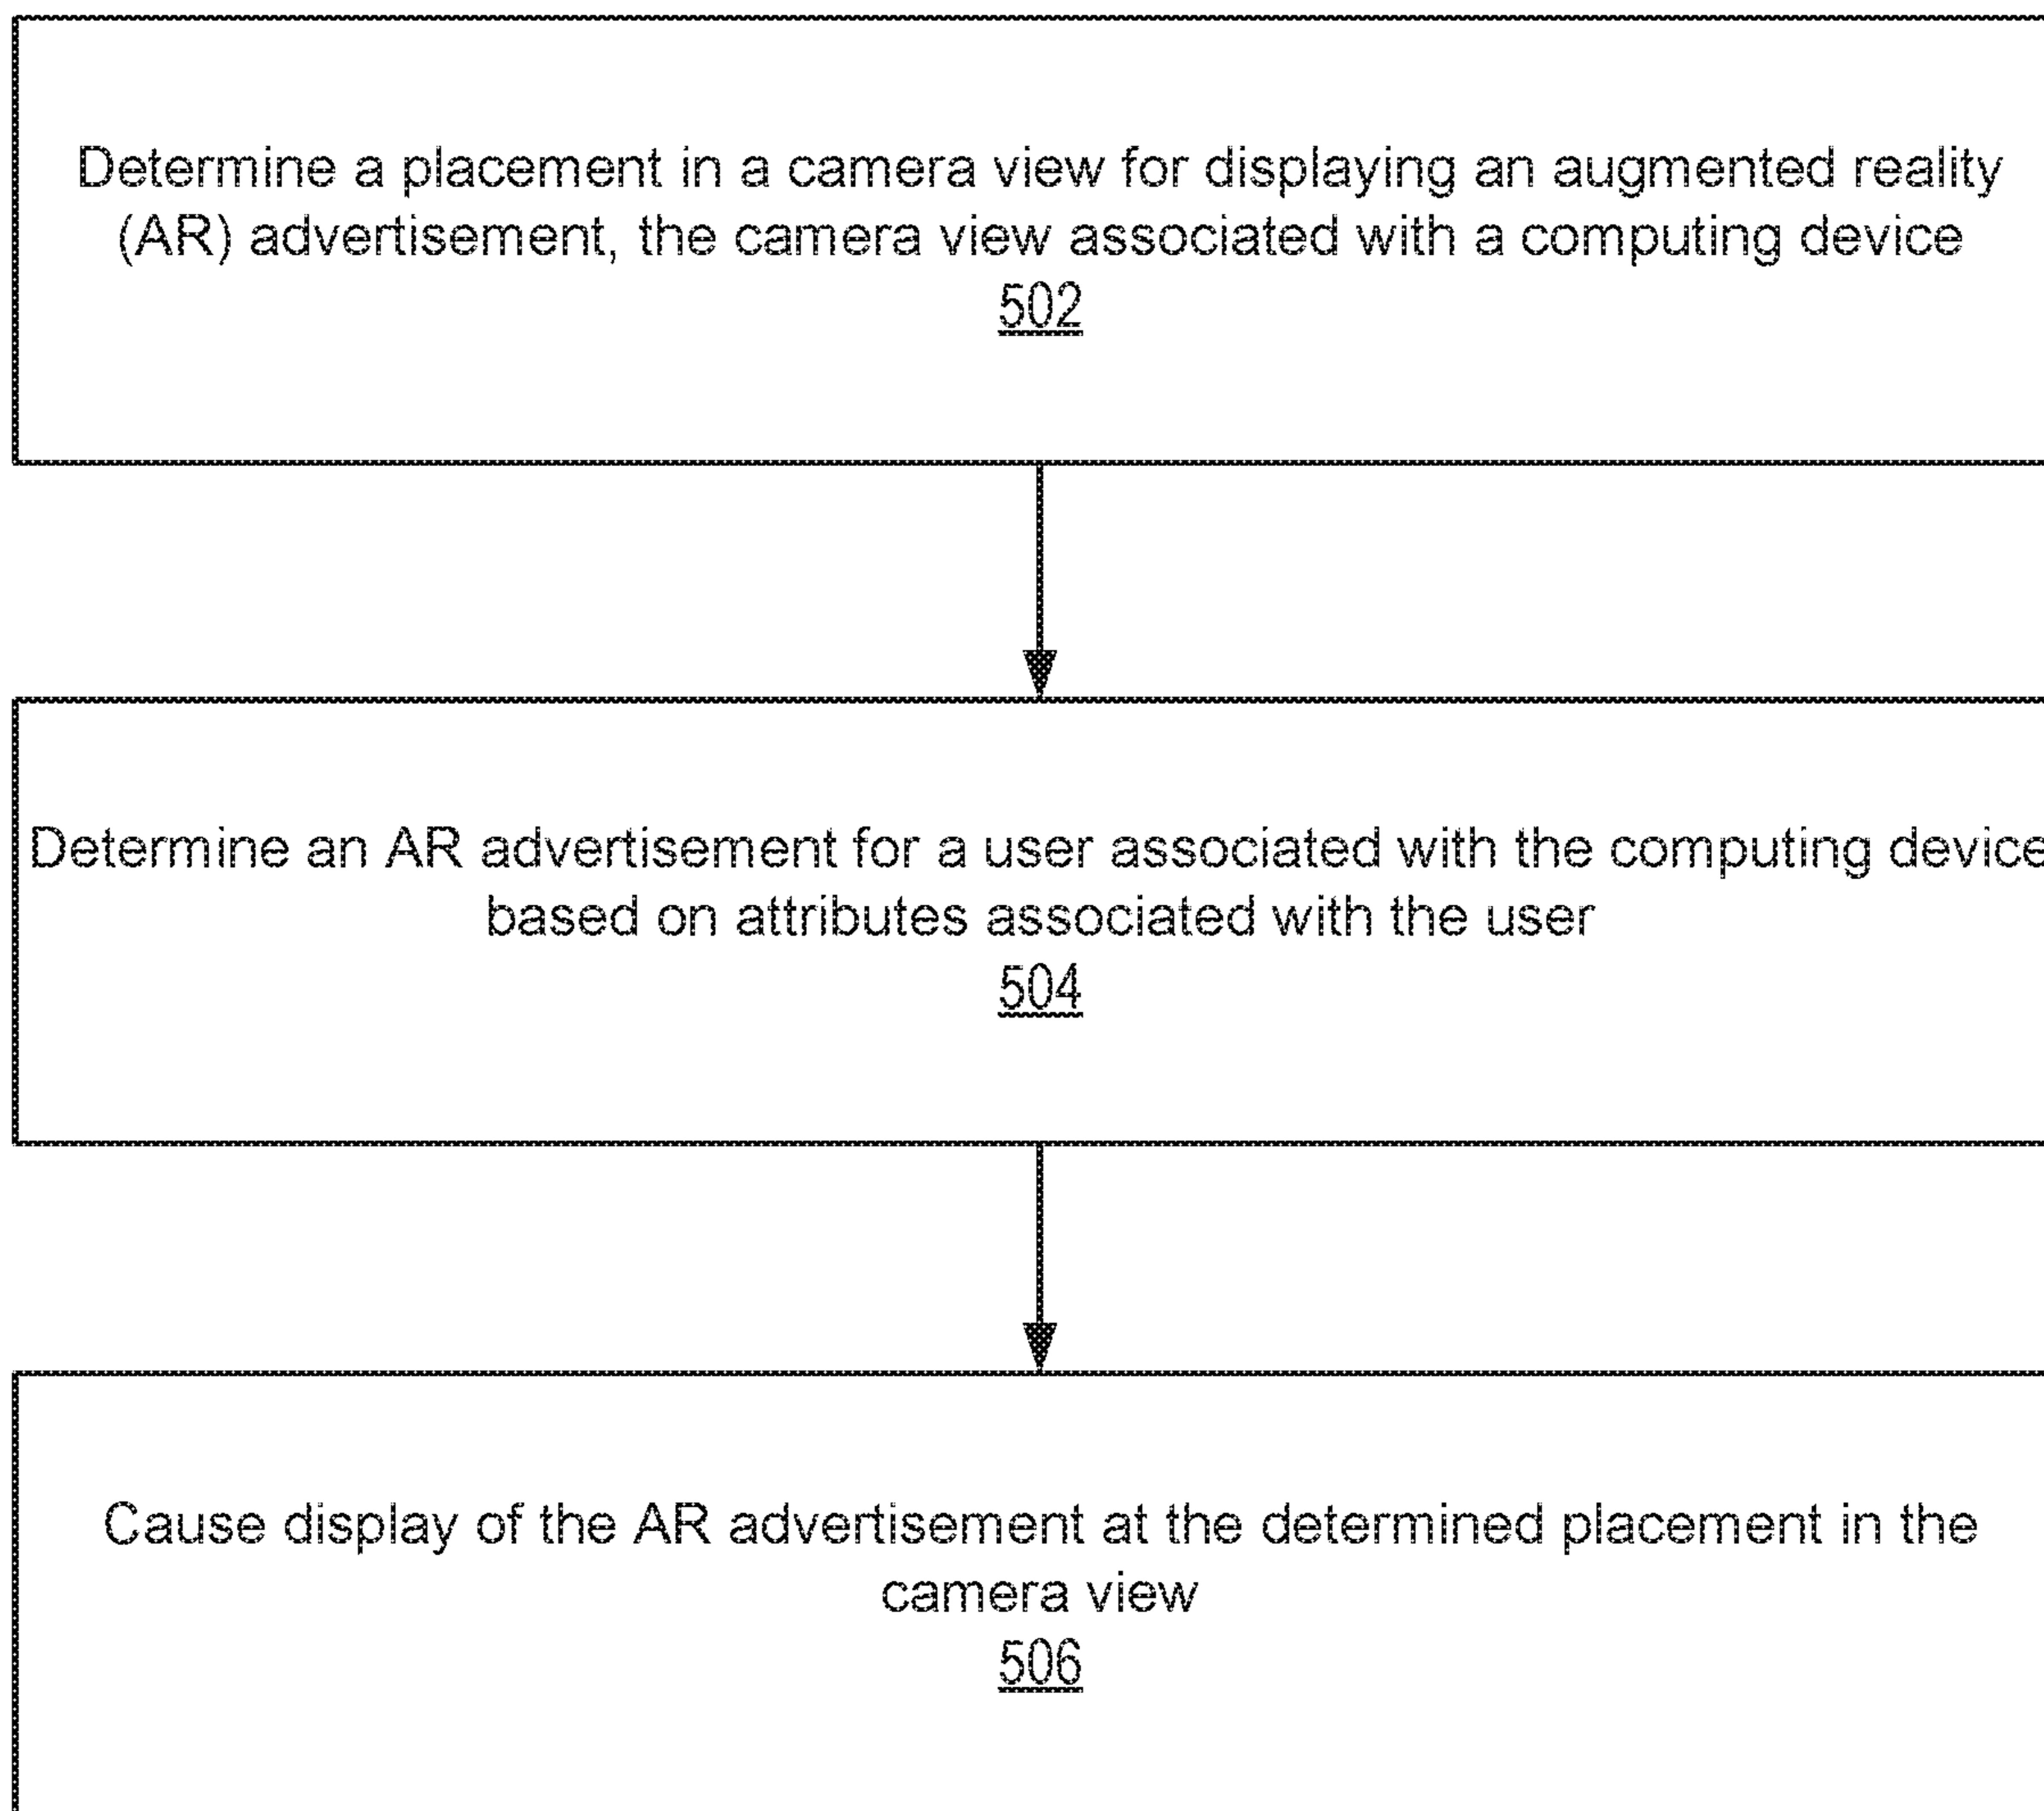 Determine a placement in a camera view for displaying an augmented reality
(AR) advertisement, the camera view associated with a computing device
502
Determine an AR advertisement for a user associated with the computing device
based on attributes associated with the user
504
Cause display of the AR advertisement at the determined placement in the
camera view
506